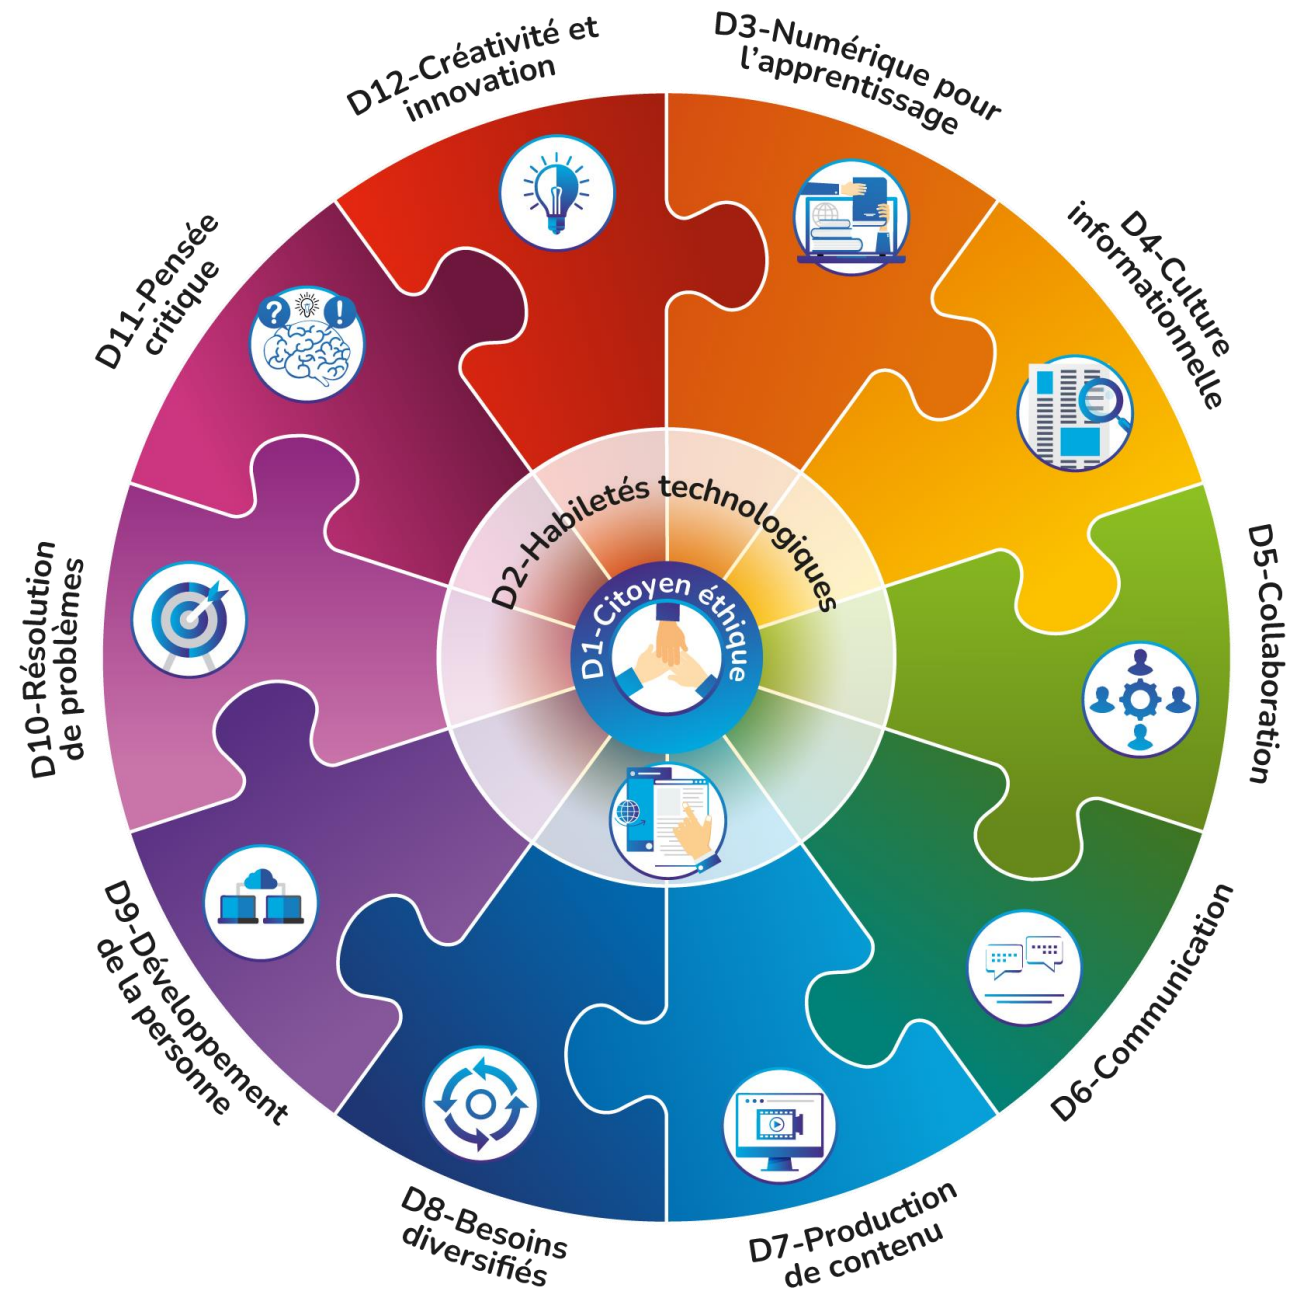 D1-Citoyen éthique
D2-Habiletés technologiques
D3-Numérique pour
l'apprentissage
D4-Culture
informationnelle
D5-Collaboration
D6-Communication
D7-Production
de contenu
D8-Besoins
diversifiés
D9-Développement
de la personne
D10-Résolution
de problèmes
D11-Pensée
critique
? !
D12-Créativité et
innovation